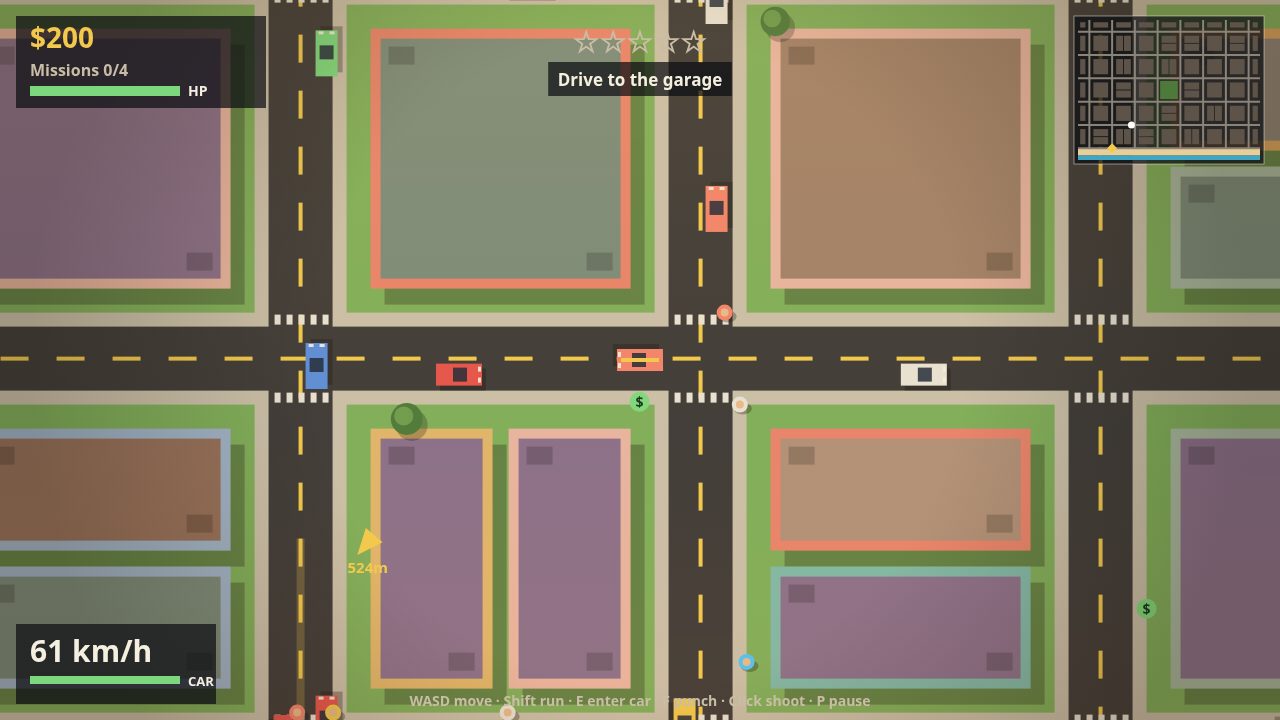 $200
Missions 0/4
HP
Drive to the garage
$
524m
$
61 km/h
CAR
WASD move · Shift run · E enter car · F punch · Click shoot · P pause